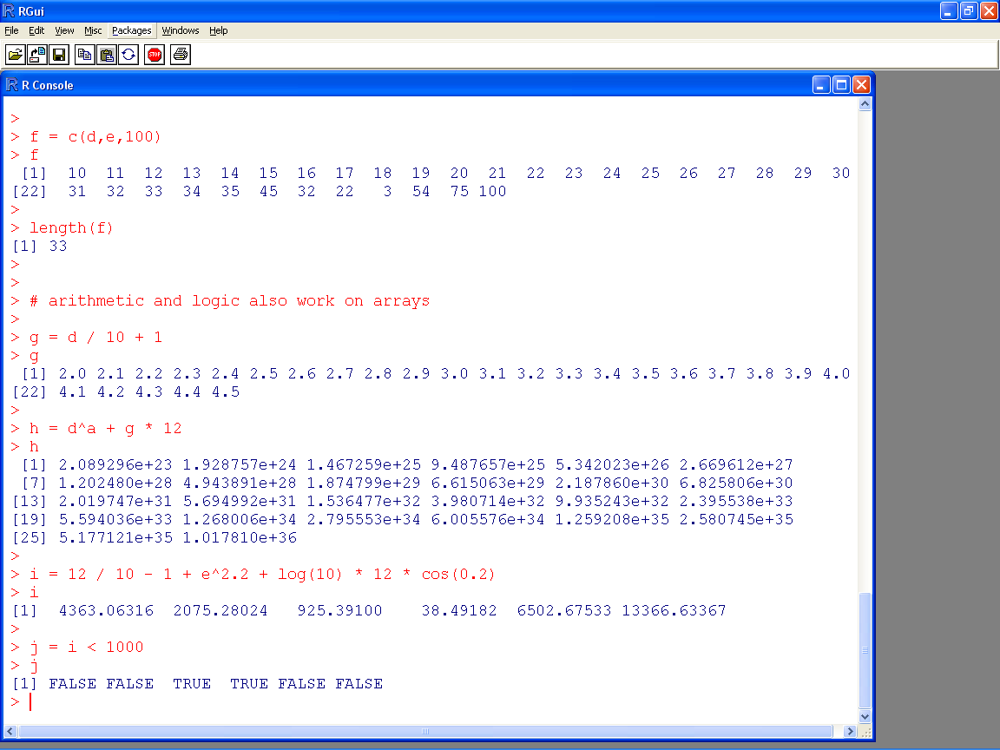 RGui
File Edit View Misc Packages Windows Help
STOP
R Console
>
> f = c(d,e,100)
> f
 [1]  10  11  12  13  14  15  16  17  18  19  20  21  22  23  24  25  26  27  28  29  30
[22]  31  32  33  34  35  45  32  22   3  54  75 100
>
> length(f)
[1] 33
>
>
> # arithmetic and logic also work on arrays
>
> g = d / 10 + 1
> g
 [1] 2.0 2.1 2.2 2.3 2.4 2.5 2.6 2.7 2.8 2.9 3.0 3.1 3.2 3.3 3.4 3.5 3.6 3.7 3.8 3.9 4.0
[22] 4.1 4.2 4.3 4.4 4.5
>
> h = d^a + g * 12
> h
 [1] 2.089296e+23 1.928757e+24 1.467259e+25 9.487657e+25 5.342023e+26 2.669612e+27
 [7] 1.202480e+28 4.943891e+28 1.874799e+29 6.615063e+29 2.187860e+30 6.825806e+30
[13] 2.019747e+31 5.694992e+31 1.536477e+32 3.980714e+32 9.935243e+32 2.395538e+33
[19] 5.594036e+33 1.268006e+34 2.795553e+34 6.005576e+34 1.259208e+35 2.580745e+35
[25] 5.177121e+35 1.017810e+36
>
> i = 12 / 10 - 1 + e^2.2 + log(10) * 12 * cos(0.2)
> i
[1]  4363.06316  2075.28024   925.39100    38.49182  6502.67533 13366.63367
>
> j = i < 1000
> j
[1] FALSE FALSE  TRUE  TRUE FALSE FALSE
>